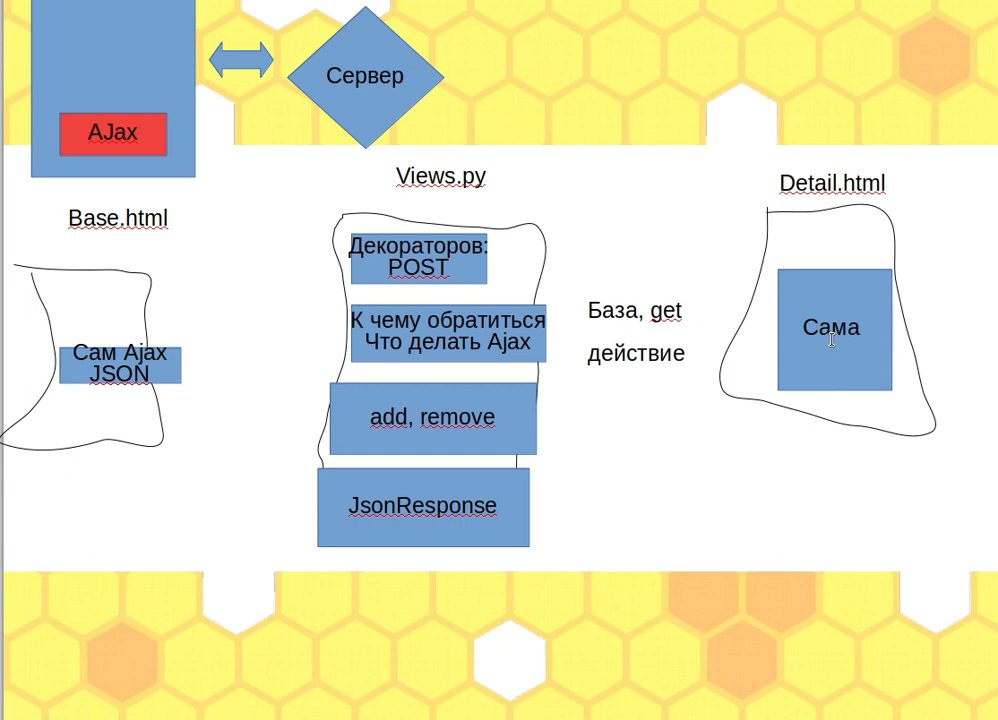 Сервер
AJax
Views.py
Detail.html
Base.html
Декораторов:
POST
К чему обратиться
Что делать Ajax
База, get
действие
Сама
Сам Ajax
JSON
add, remove
JsonResponse